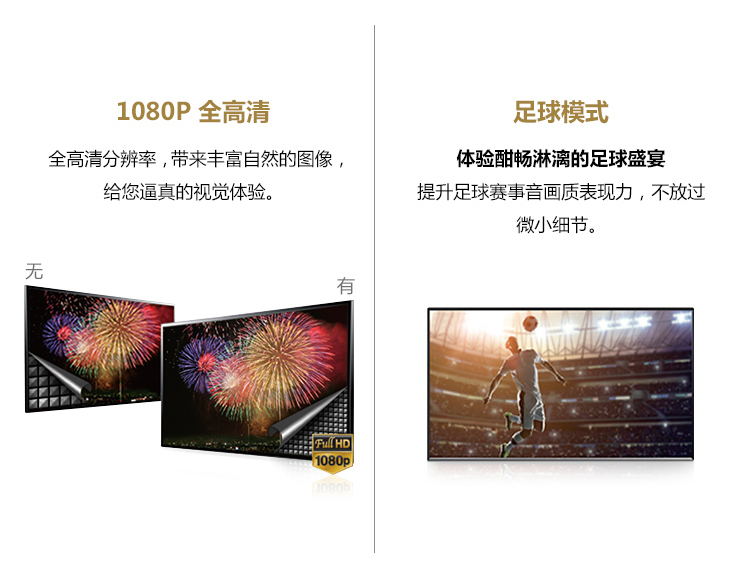 1080P 全高清
全高清分辨率，带来丰富自然的图像，
给您逼真的视觉体验。
无
有
Full HD
1080p
足球模式
体验酣畅淋漓的足球盛宴
提升足球赛事音画质表现力，不放过
微小细节。